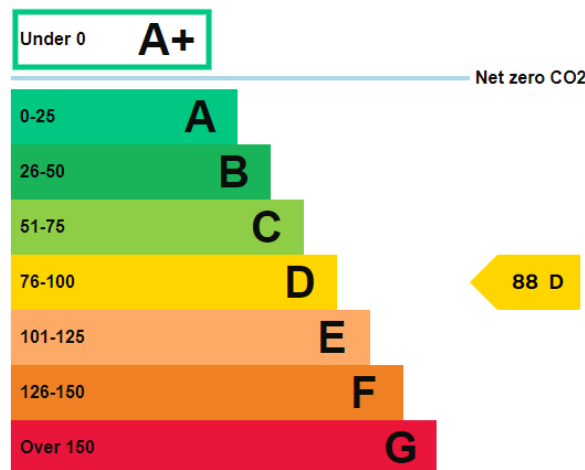 Under 0 A+
Net zero CO2
0-25 A
26-50 B
51-75 C
76-100 D
88 D
101-125 E
126-150 F
Over 150 G